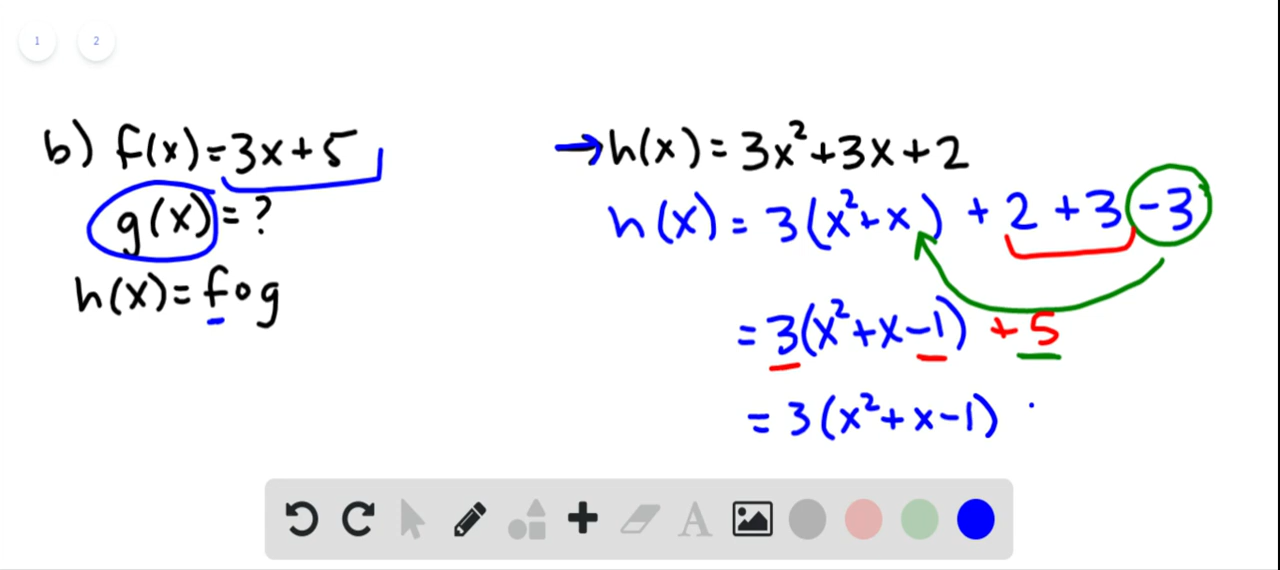 1 2
b) f(x)=3x+5
g(x)=?
h(x)=f∘g
→h(x)=3x²+3x+2
h(x)=3(x²+x ) +2+3-3
=3(x²+x-1) +5
=3(x²+x-1)
A